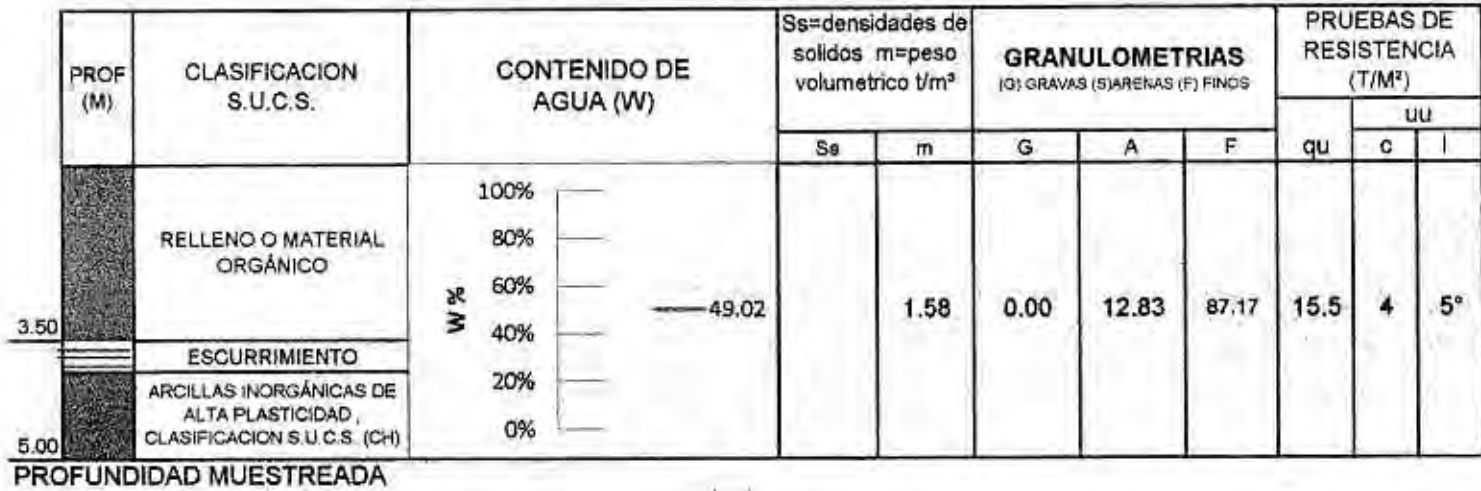 PROF
(M)
CLASIFICACION
S.U.C.S.
CONTENIDO DE
AGUA (W)
Ss=densidades de
solidos m=peso
volumetrico t/m³
GRANULOMETRIAS
(G) GRAVAS (S)ARENAS (F) FINOS
PRUEBAS DE
RESISTENCIA
(T/M²)
uu
Ss m G A F qu c I
RELLENO O MATERIAL
ORGÁNICO
100%
80%
60%
40%
20%
0%
W %
49.02
1.58 0.00 12.83 87.17 15.5 4 5°
3.50
ESCURRIMIENTO
ARCILLAS INORGÁNICAS DE
ALTA PLASTICIDAD,
CLASIFICACION S.U.C.S. (CH)
5.00
PROFUNDIDAD MUESTREADA